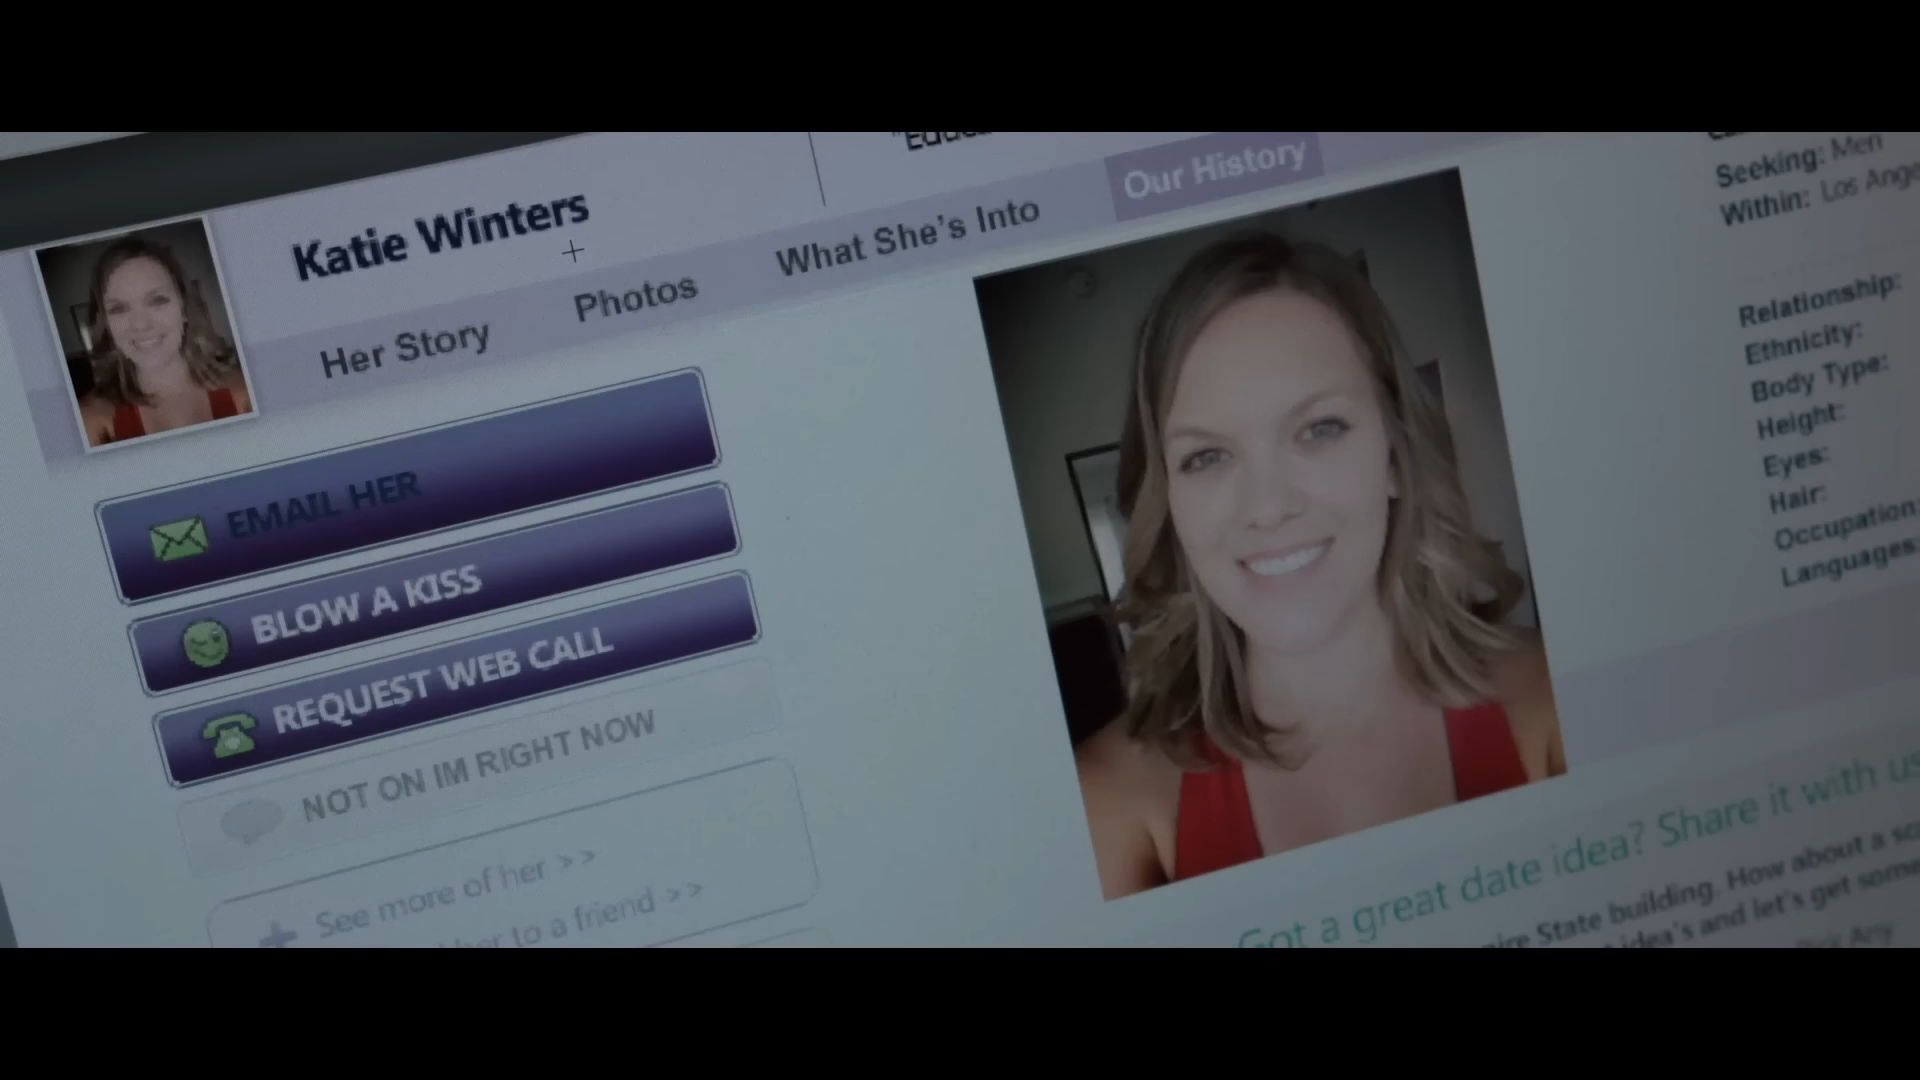 Katie Winters
Her Story
Photos
What She's Into
Our History
EMAIL HER
BLOW A KISS
REQUEST WEB CALL
NOT ON IM RIGHT NOW
See more of her >>
to a friend >>
Seeking: Men
Within: Los
Relationship:
Ethnicity:
Body Type:
Height:
Eyes:
Hair:
Occupation:
Languages:
Got a great date idea? Share it with us
State building. How about a
idea's and let's get some